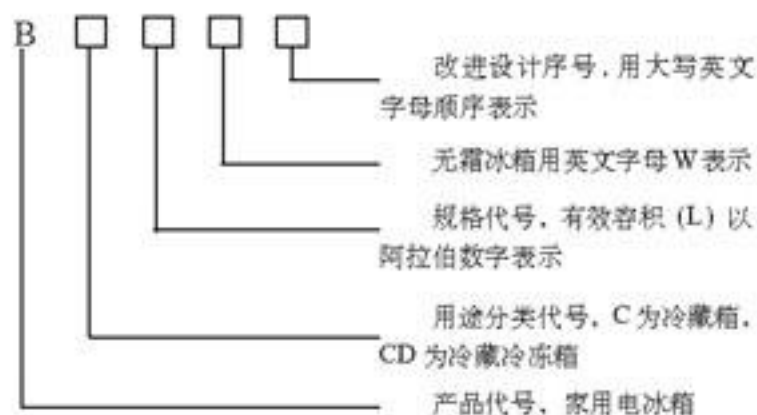 B □ □ □ □
改进设计序号，用大写英文
字母顺序表示
无霜冰箱用英文字母W表示
规格代号，有效容积 (L) 以
阿拉伯数字表示
用途分类代号，C 为冷藏箱，
CD 为冷藏冷冻箱
产品代号，家用电冰箱